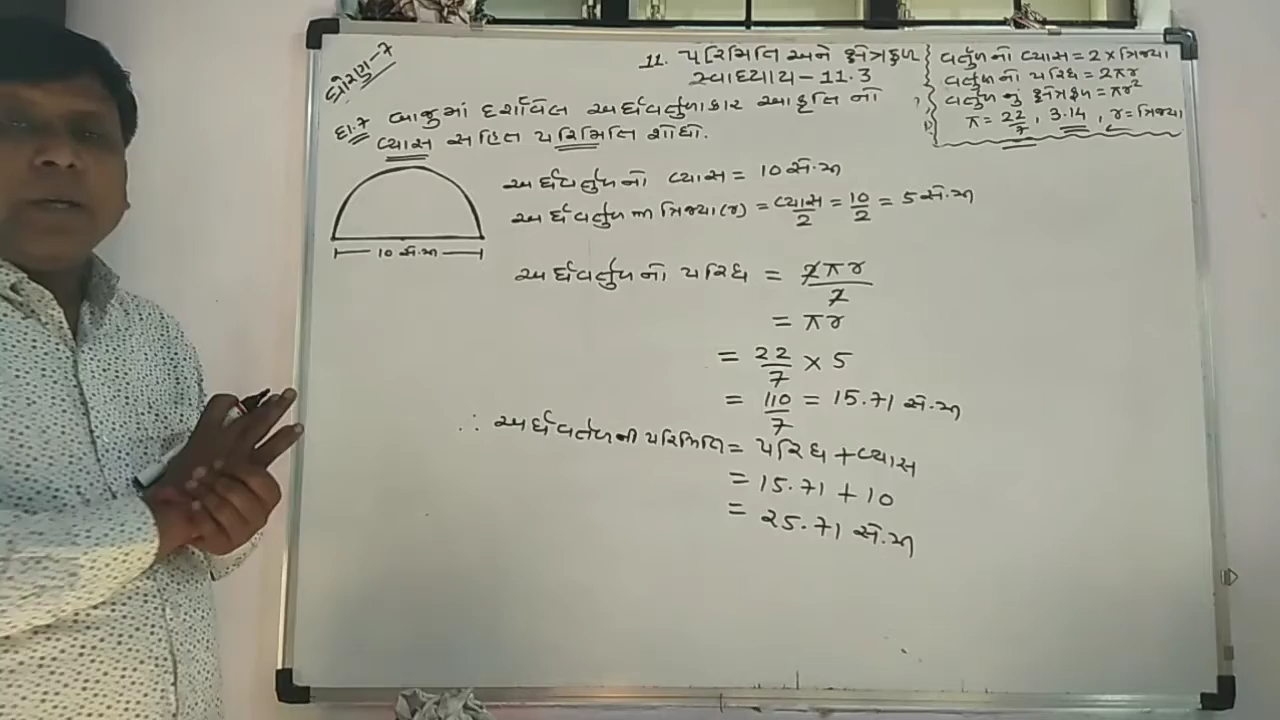 ધોરણ-૭
11. પરિમિતિ અને ક્ષેત્રફળ
સ્વાધ્યાય-11.3
વર્તુળનો વ્યાસ = 2 × ત્રિજ્યા
વર્તુળનો પરિઘ = 2πr
વર્તુળનું ક્ષેત્રફળ = πr²
π = 22/7, 3.14, r = ત્રિજ્યા
દા.૭ બાજુમાં દર્શાવેલ અર્ધવર્તુળાકાર આકૃતિનો
વ્યાસ સહિત પરિમિતિ શોધો.
10 સે.મી
અર્ધવર્તુળનો વ્યાસ = 10 સે.મી
અર્ધવર્તુળની ત્રિજ્યા (r) = વ્યાસ/2 = 10/2 = 5 સે.મી
અર્ધવર્તુળનો પરિઘ = 2πr/2
= πr
= 22/7 × 5
= 110/7 = 15.71 સે.મી
∴ અર્ધવર્તુળની પરિમિતિ = પરિઘ + વ્યાસ
= 15.71 + 10
= 25.71 સે.મી